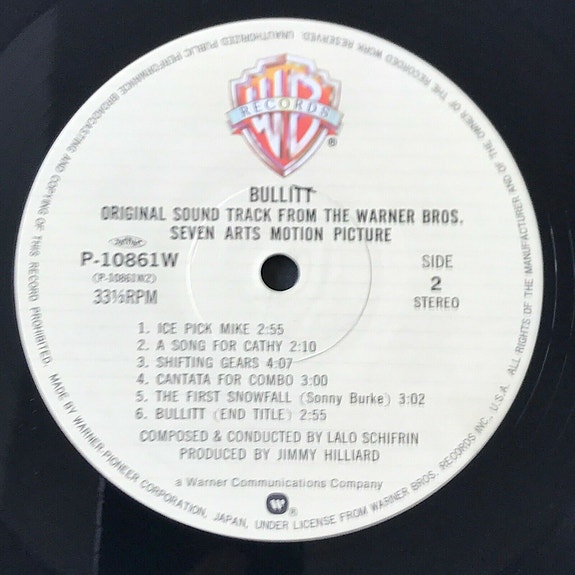 WB
RECORDS
®
BULLITT
ORIGINAL SOUND TRACK FROM THE WARNER BROS.
SEVEN ARTS MOTION PICTURE
P-10861W
(P-10861W2)
33⅓RPM
SIDE
2
STEREO
1. ICE PICK MIKE 2:55
2. A SONG FOR CATHY 2:10
3. SHIFTING GEARS 4:07
4. CANTATA FOR COMBO 3:00
5. THE FIRST SNOWFALL (Sonny Burke) 3:02
6. BULLITT (END TITLE) 2:55
COMPOSED & CONDUCTED BY LALO SCHIFRIN
PRODUCED BY JIMMY HILLIARD
a Warner Communications Company
W®
MADE BY WARNER-PIONEER CORPORATION, JAPAN, UNDER LICENSE FROM WARNER BROS. RECORDS INC., U.S.A. ALL RIGHTS OF THE MANUFACTURER AND OF THE OWNER OF THE RECORDED WORK RESERVED. UNAUTHORIZED PUBLIC PERFORMANCE BROADCASTING AND COPYING OF THIS RECORD PROHIBITED.